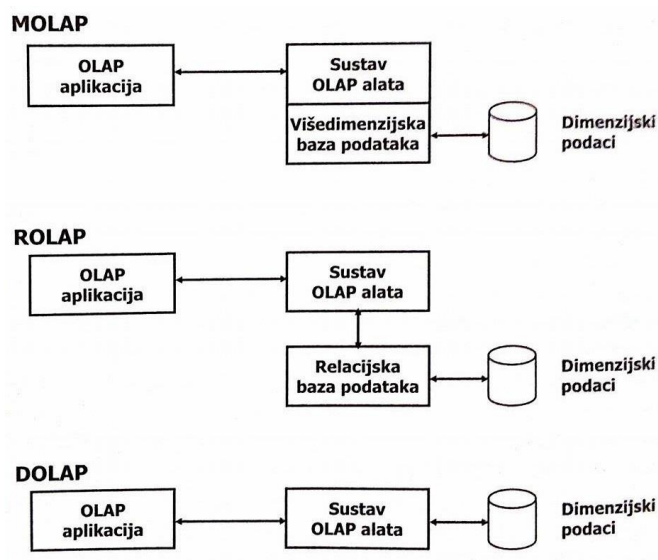 MOLAP
OLAP
aplikacija
Sustav
OLAP alata
Višedimenzijska
baza podataka
Dimenzijski
podaci
ROLAP
OLAP
aplikacija
Sustav
OLAP alata
Relacijska
baza podataka
Dimenzijski
podaci
DOLAP
OLAP
aplikacija
Sustav
OLAP alata
Dimenzijski
podaci